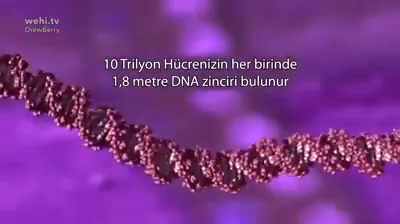 wehi.tv
DrewBerry
10 Trilyon Hücrenizin her birinde
1,8 metre DNA zinciri bulunur